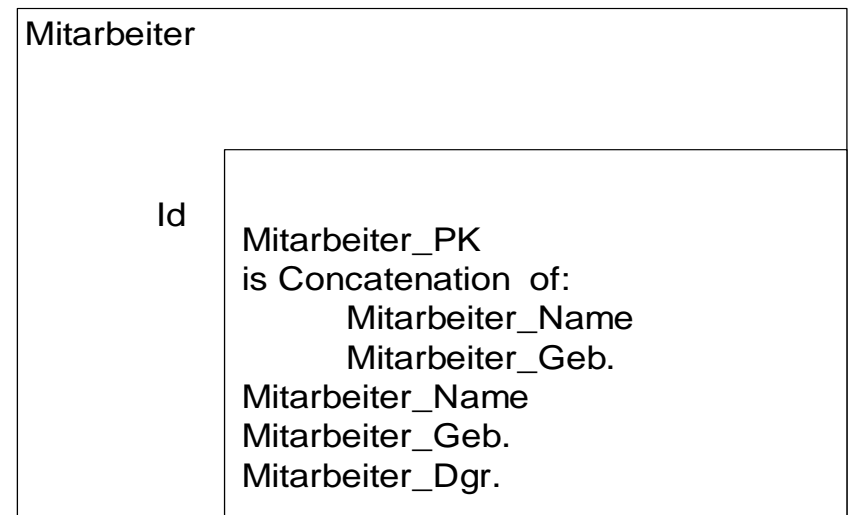 Mitarbeiter
Id
Mitarbeiter_PK
is Concatenation of:
Mitarbeiter_Name
Mitarbeiter_Geb.
Mitarbeiter_Name
Mitarbeiter_Geb.
Mitarbeiter_Dgr.